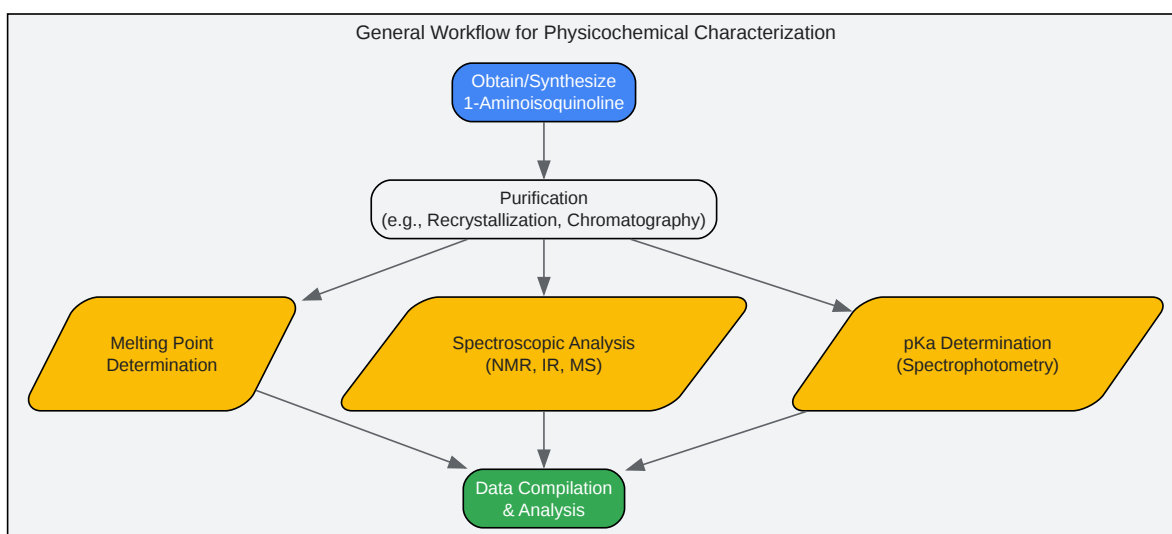 General Workflow for Physicochemical Characterization
Obtain/Synthesize
1-Aminoisoquinoline
Purification
(e.g., Recrystallization, Chromatography)
Melting Point
Determination
Spectroscopic Analysis
(NMR, IR, MS)
pKa Determination
(Spectrophotometry)
Data Compilation
& Analysis